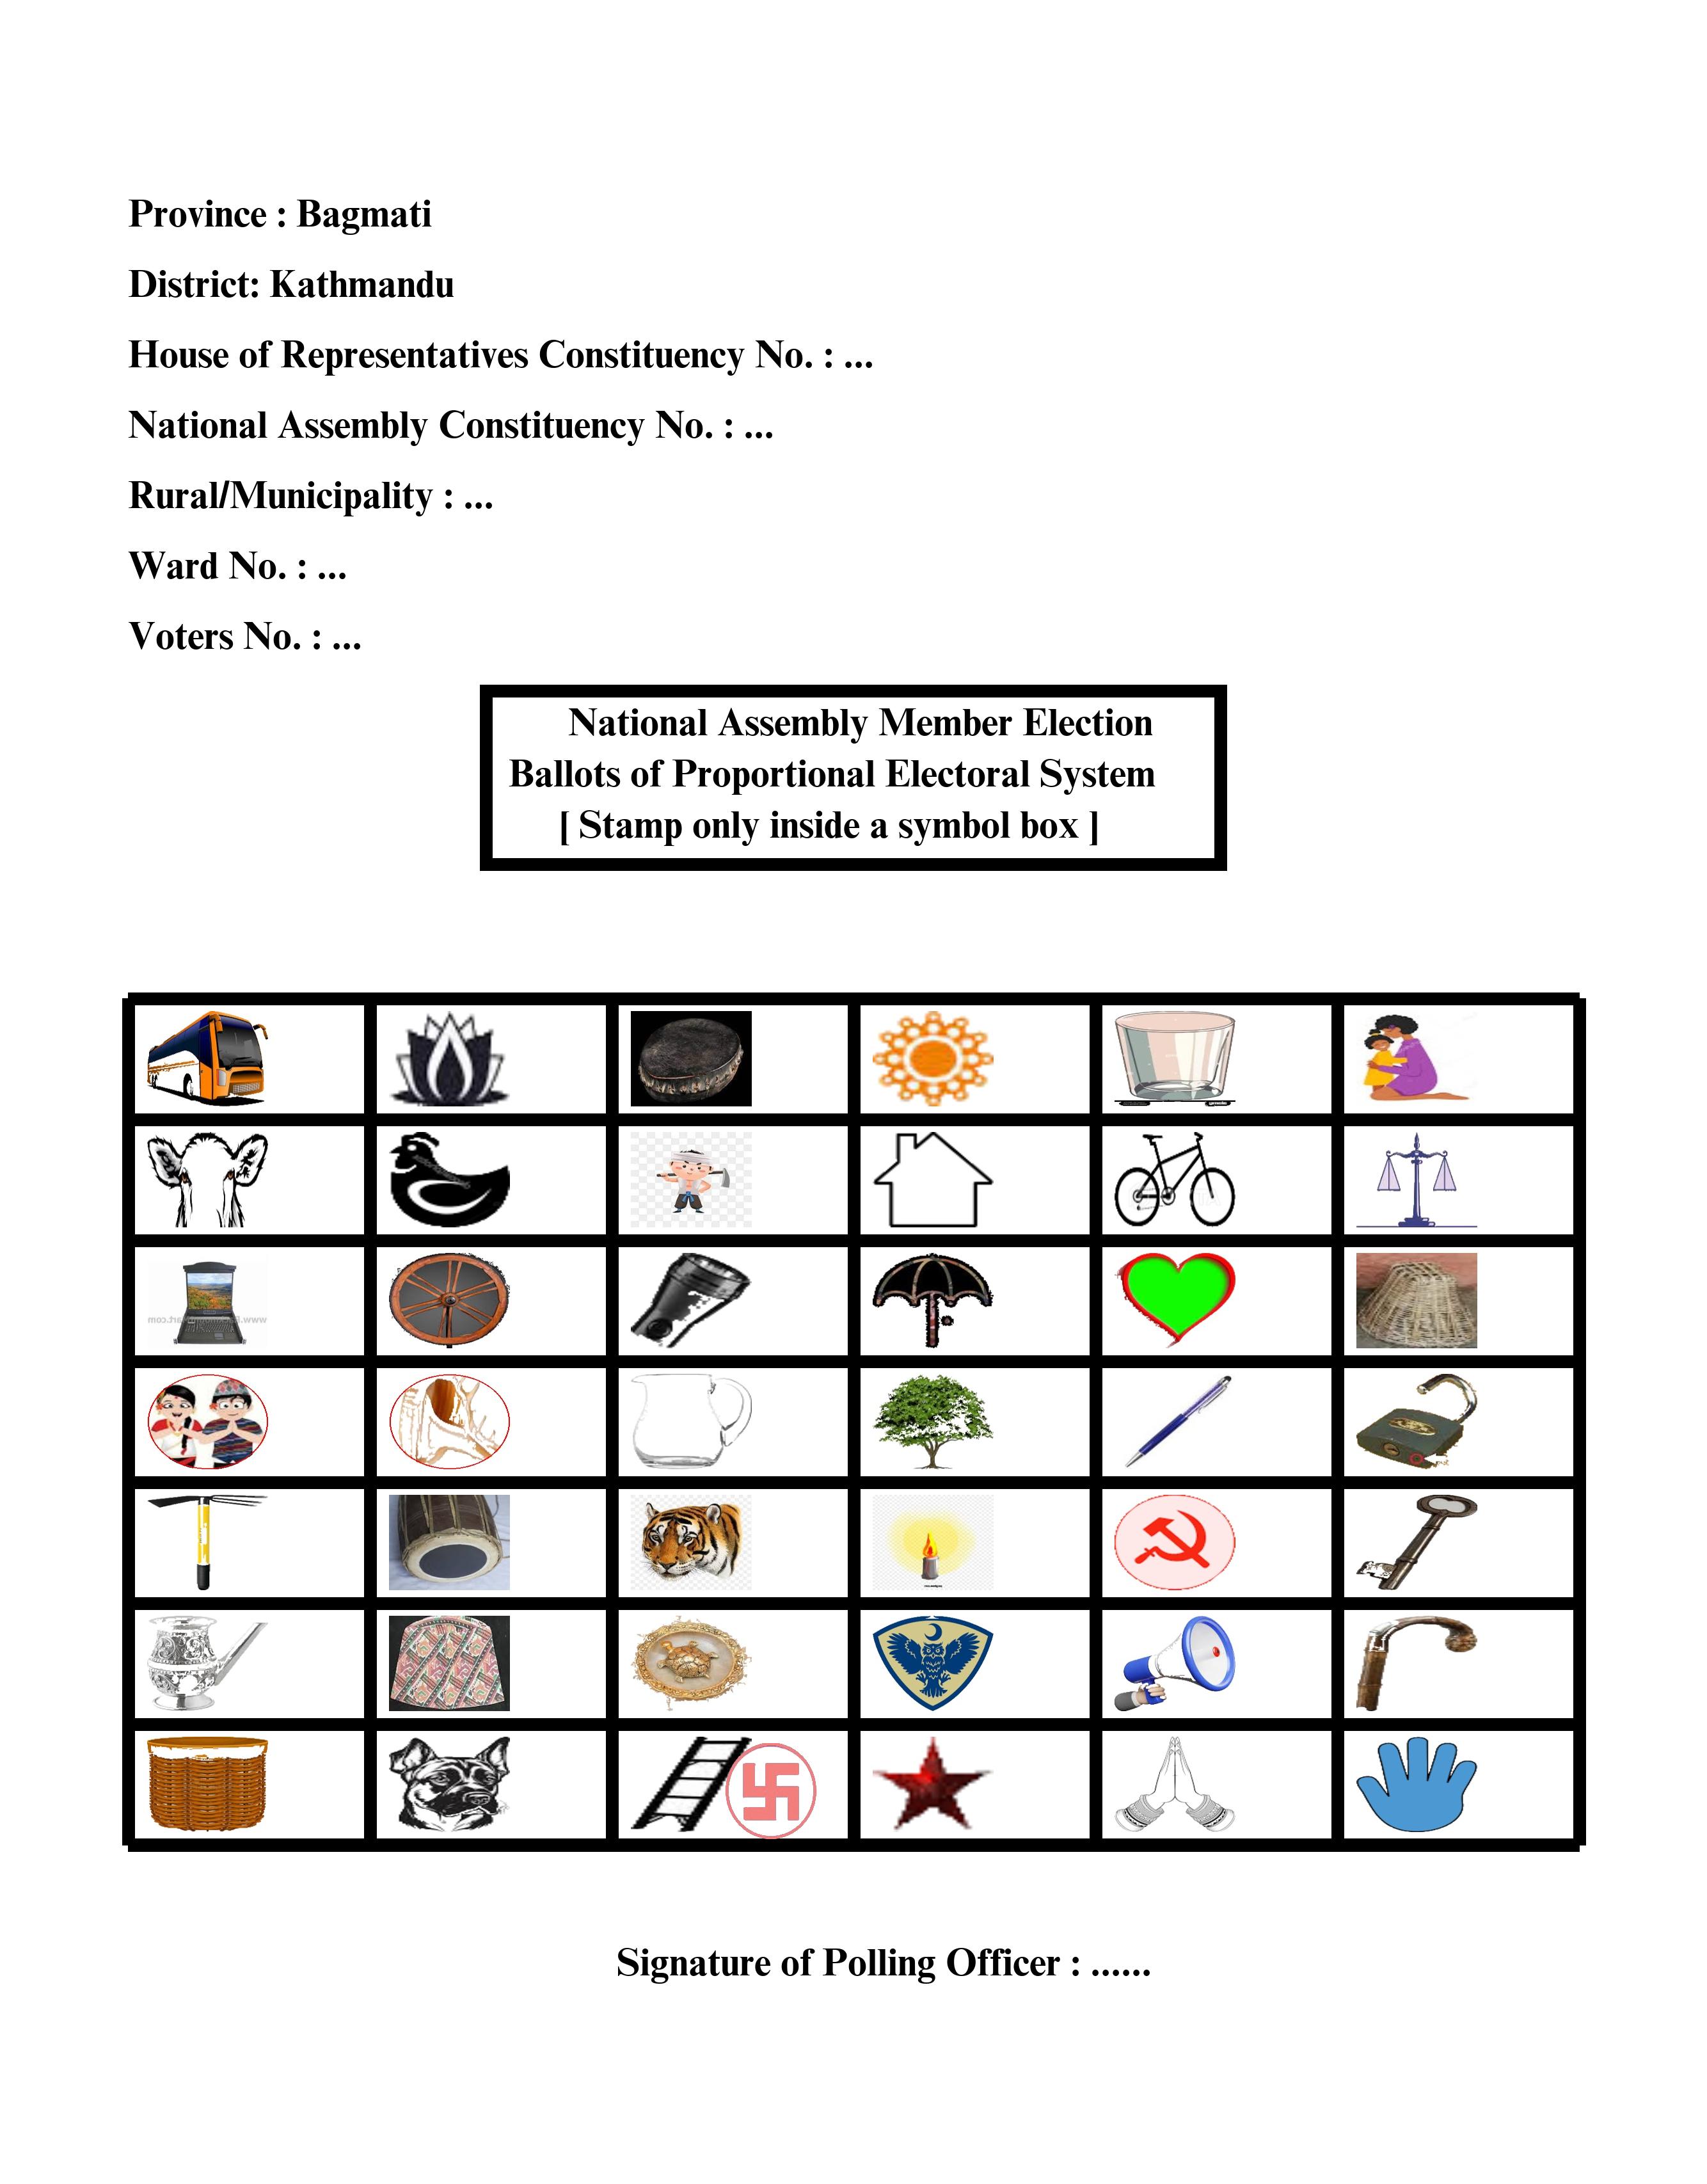 Province : Bagmati
District: Kathmandu
House of Representatives Constituency No. : ...
National Assembly Constituency No. : ...
Rural/Municipality : ...
Ward No. : ...
Voters No. : ...
National Assembly Member Election
Ballots of Proportional Electoral System
[ Stamp only inside a symbol box ]
Signature of Polling Officer : ......